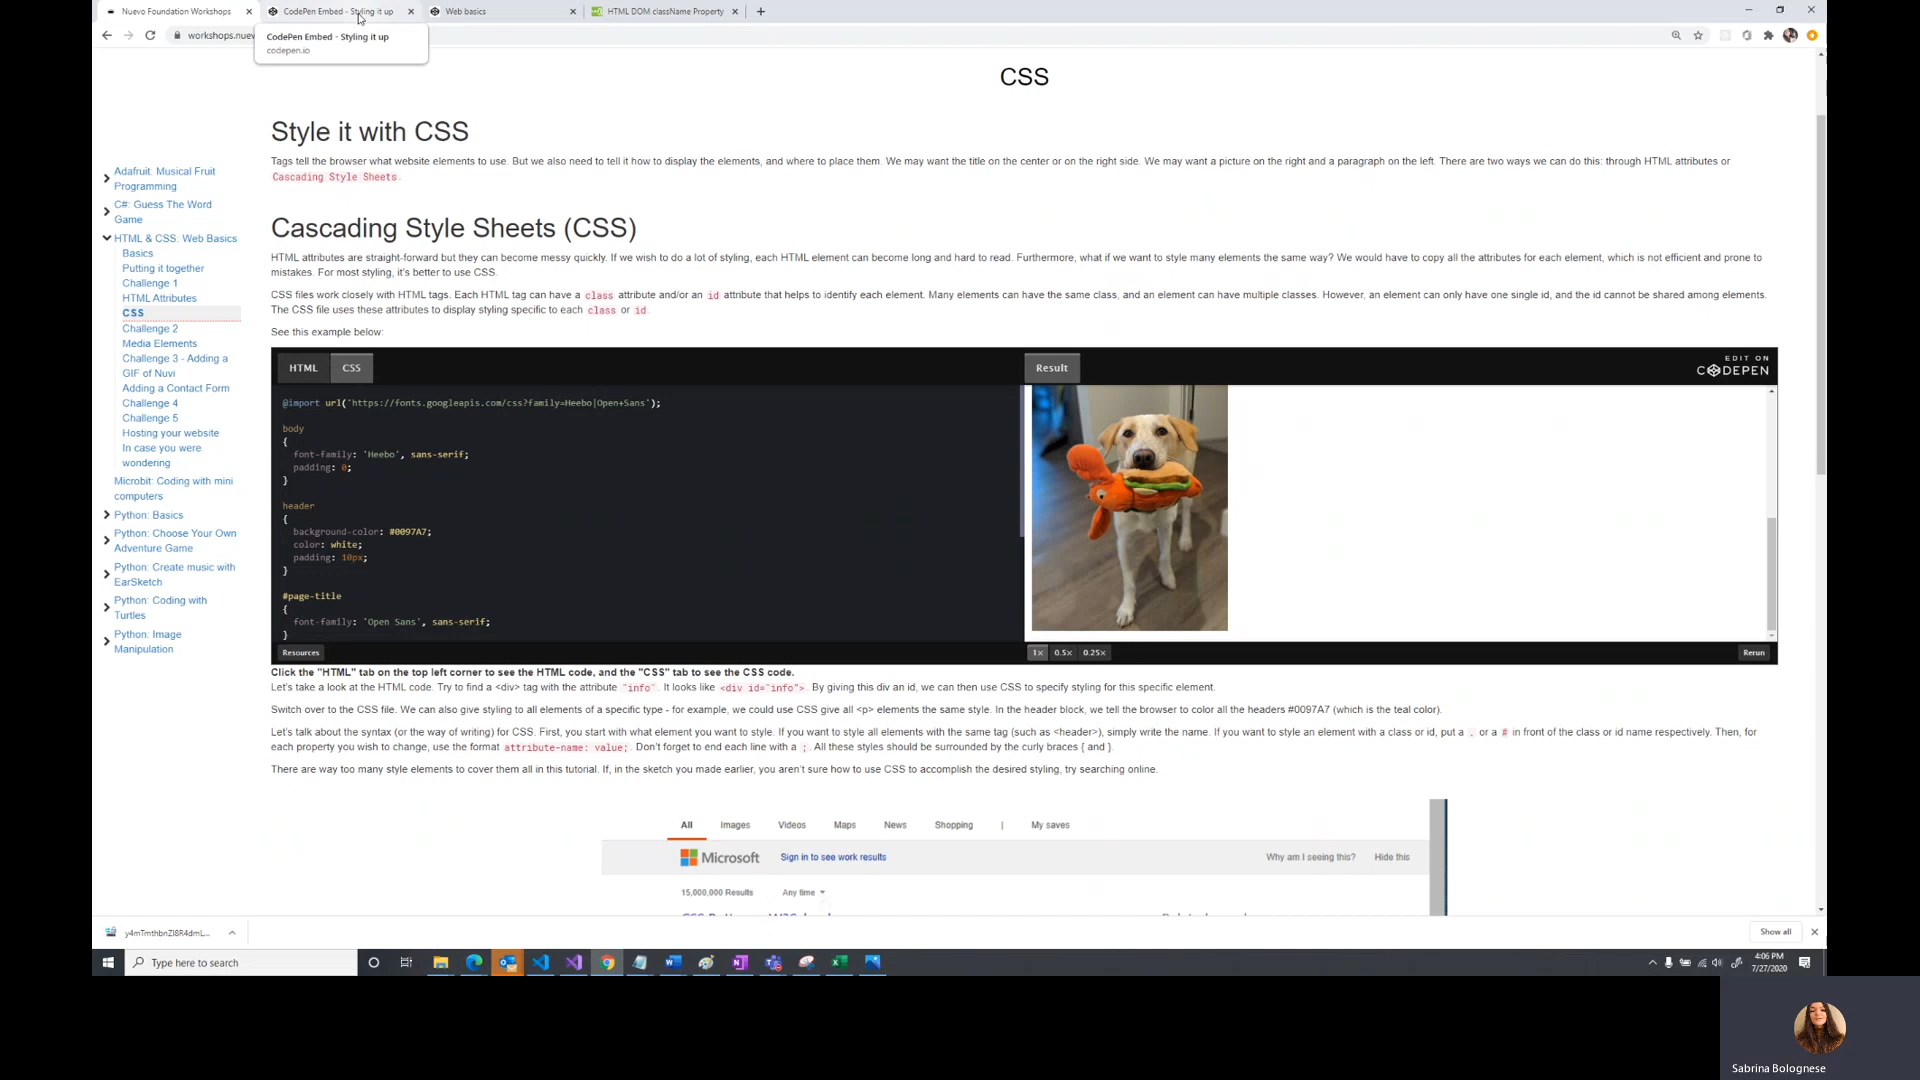 Nuevo Foundation Workshops
CodePen Embed - Styling it up
Web basics
HTML DOM className Property
workshops.nuev
CodePen Embed - Styling it up
codepen.io
CSS
Style it with CSS
Tags tell the browser what website elements to use. But we also need to tell it how to display the elements, and where to place them. We may want the title on the center or on the right side. We may want a picture on the right and a paragraph on the left. There are two ways we can do this: through HTML attributes or
Cascading Style Sheets.
Adafruit: Musical Fruit
Programming
C#: Guess The Word
Game
HTML & CSS: Web Basics
Basics
Putting it together
Challenge 1
HTML Attributes
CSS
Challenge 2
Media Elements
Challenge 3 - Adding a
GIF of Nuvi
Adding a Contact Form
Challenge 4
Challenge 5
Hosting your website
In case you were
wondering
Microbit: Coding with mini
computers
Python: Basics
Python: Choose Your Own
Adventure Game
Python: Create music with
EarSketch
Python: Coding with
Turtles
Python: Image
Manipulation
Cascading Style Sheets (CSS)
HTML attributes are straight-forward but they can become messy quickly. If we wish to do a lot of styling, each HTML element can become long and hard to read. Furthermore, what if we want to style many elements the same way? We would have to copy all the attributes for each element, which is not efficient and prone to
mistakes. For most styling, it's better to use CSS.
CSS files work closely with HTML tags. Each HTML tag can have a class attribute and/or an id attribute that helps to identify each element. Many elements can have the same class, and an element can have multiple classes. However, an element can only have one single id, and the id cannot be shared among elements.
The CSS file uses these attributes to display styling specific to each class or id.
See this example below:
HTML
CSS
Result
EDIT ON
CODEPEN
@import url('https://fonts.googleapis.com/css?family=Heebo|Open+Sans');
body
{
font-family: 'Heebo', sans-serif;
padding: 0;
}
header
{
background-color: #0097A7;
color: white;
padding: 10px;
}
#page-title
{
font-family: 'Open Sans', sans-serif;
}
Resources
1×
0.5×
0.25×
Rerun
Click the "HTML" tab on the top left corner to see the HTML code, and the "CSS" tab to see the CSS code.
Let's take a look at the HTML code. Try to find a <div> tag with the attribute "info". It looks like <div id="info">. By giving this div an id, we can then use CSS to specify styling for this specific element.
Switch over to the CSS file. We can also give styling to all elements of a specific type - for example, we could use CSS give all <p> elements the same style. In the header block, we tell the browser to color all the headers #0097A7 (which is the teal color).
Let's talk about the syntax (or the way of writing) for CSS. First, you start with what element you want to style. If you want to style all elements with the same tag (such as <header>), simply write the name. If you want to style an element with a class or id, put a . or a # in front of the class or id name respectively. Then, for
each property you wish to change, use the format attribute-name: value;. Don't forget to end each line with a ;. All these styles should be surrounded by the curly braces { and }.
There are way too many style elements to cover them all in this tutorial. If, in the sketch you made earlier, you aren't sure how to use CSS to accomplish the desired styling, try searching online.
All
Images
Videos
Maps
News
Shopping
|
My saves
Microsoft
Sign in to see work results
Why am I seeing this?
Hide this
15,000,000 Results
Any time
Show all
Type here to search
4:06 PM
7/27/2020
Sabrina Bolognese